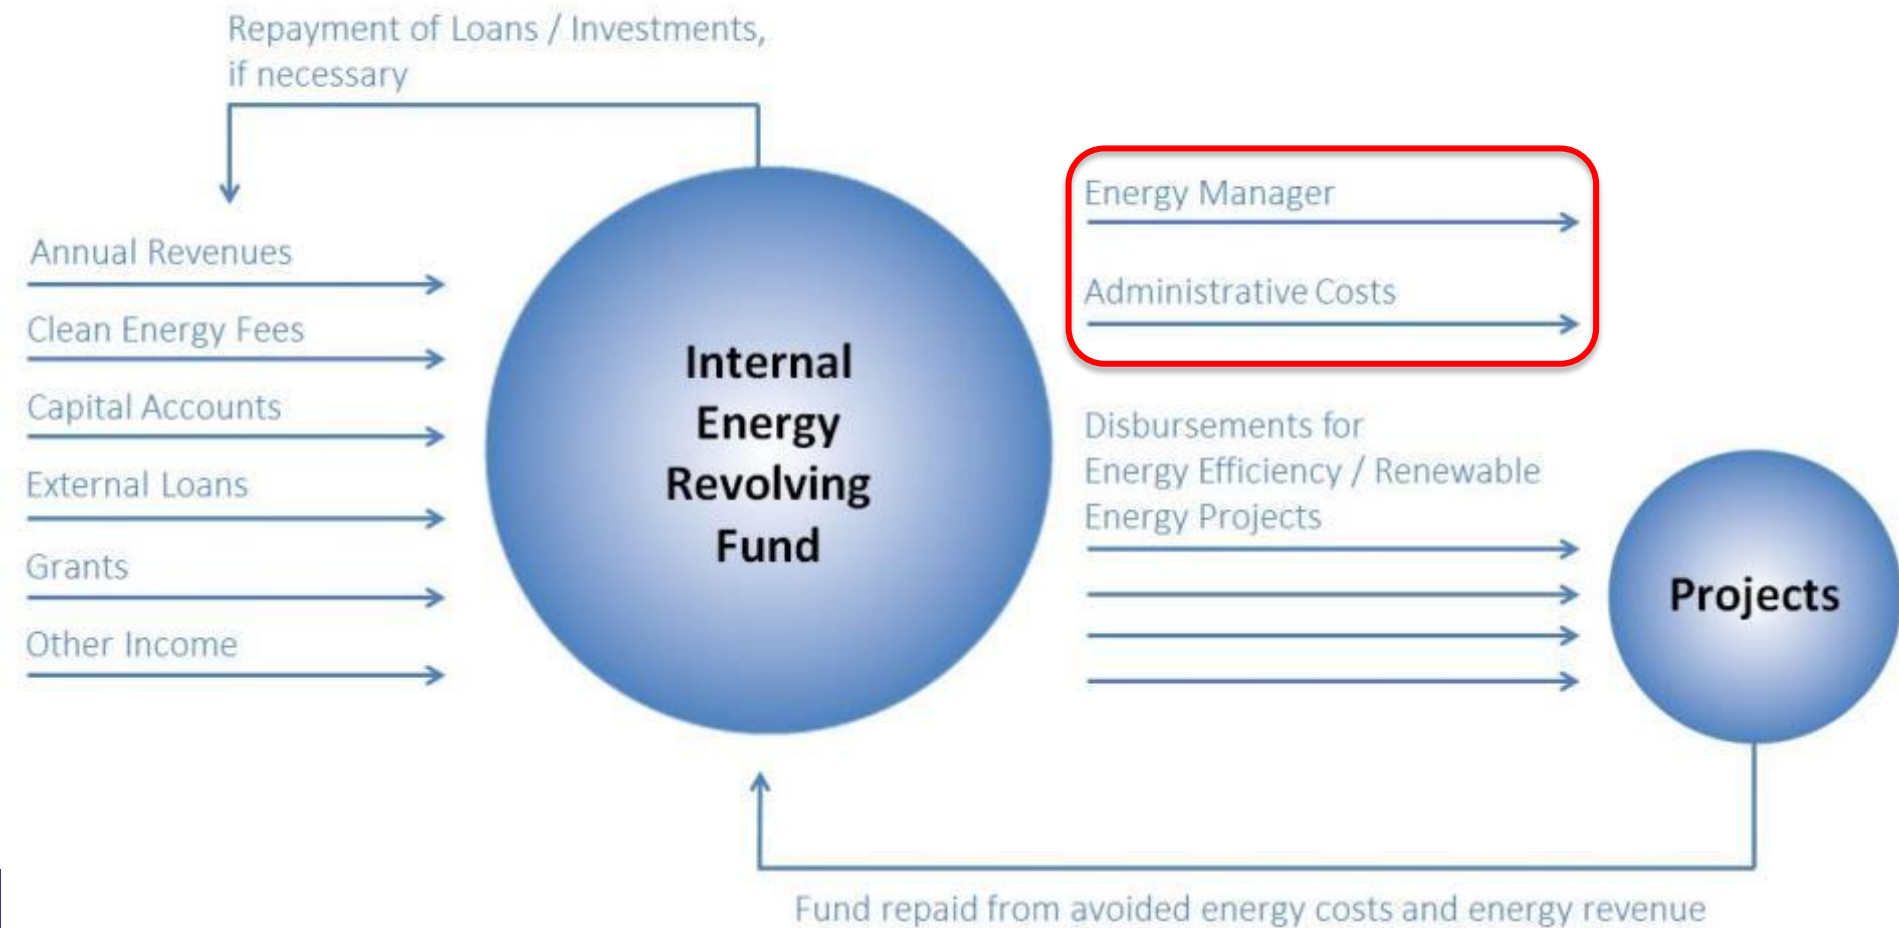 Repayment of Loans / Investments,
if necessary
Annual Revenues
Clean Energy Fees
Capital Accounts
External Loans
Grants
Other Income
Internal
Energy
Revolving
Fund
Energy Manager
Administrative Costs
Disbursements for
Energy Efficiency / Renewable
Energy Projects
Projects
Fund repaid from avoided energy costs and energy revenue